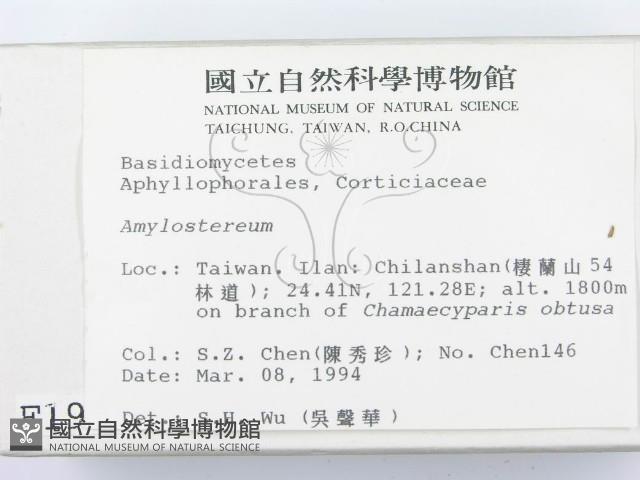 國立自然科學博物館
NATIONAL MUSEUM OF NATURAL SCIENCE
TAICHUNG, TAIWAN, R.O.CHINA
Basidiomycetes
Aphyllophorales, Corticiaceae
Amylostereum
Loc.: Taiwan. Ilan: Chilanshan(棲蘭山54
林道); 24.41N, 121.28E; alt. 1800m
on branch of Chamaecyparis obtusa
Col.: S.Z. Chen(陳秀珍); No. Chen146
Date: Mar. 08, 1994
Det.: S.H. Wu (吳聲華)
F19
國立自然科學博物館
NATIONAL MUSEUM OF NATURAL SCIENCE